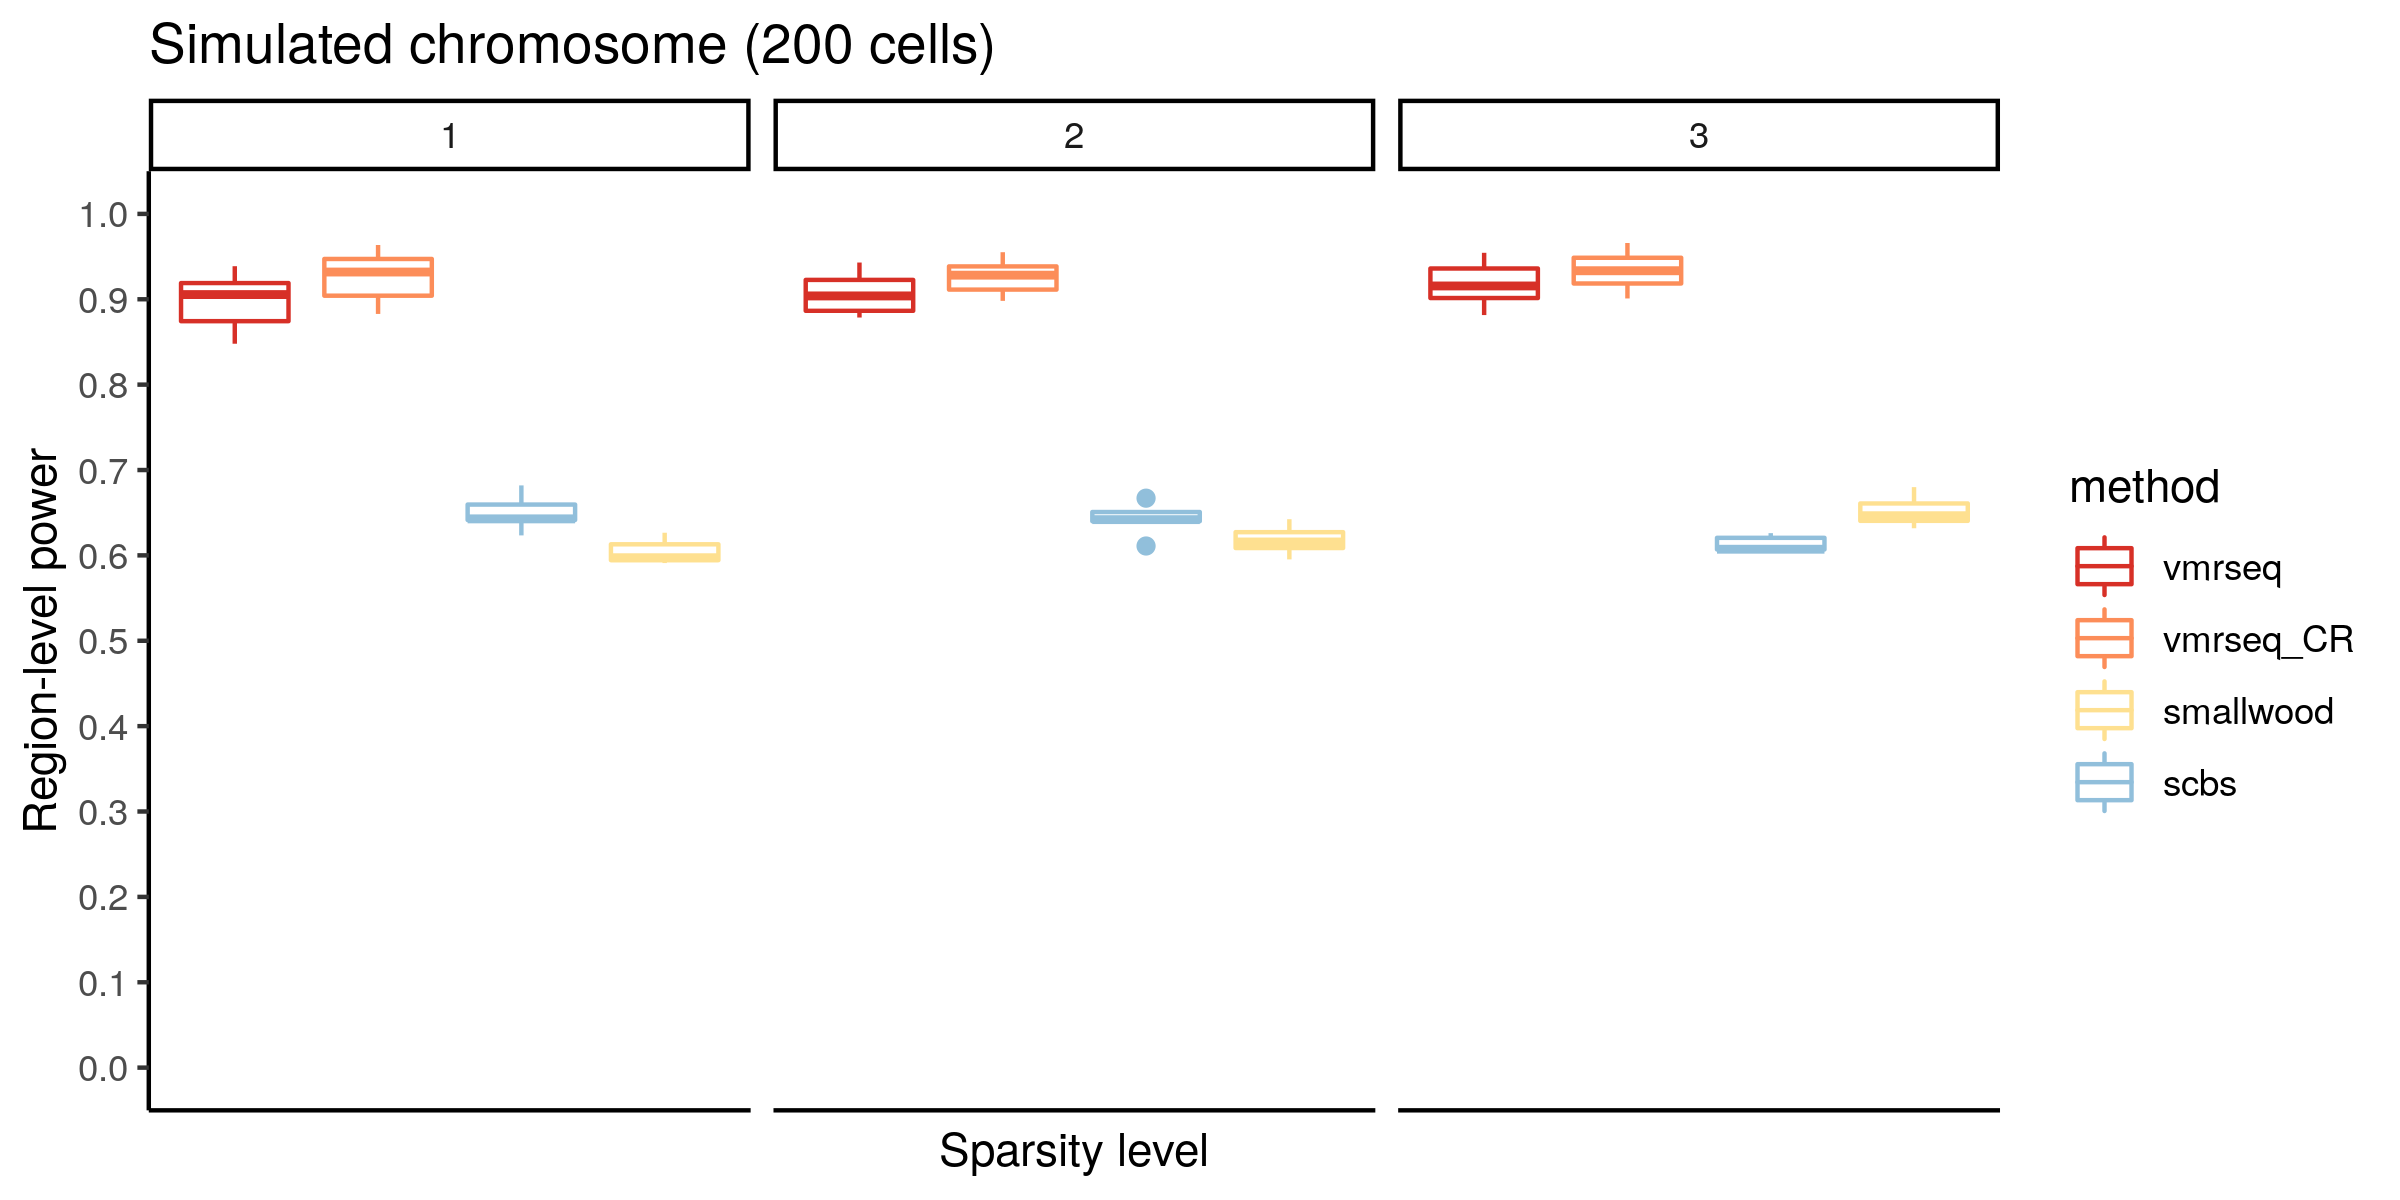 Simulated chromosome (200 cells)
1
2
3
1.0
0.9
0.8
0.7
0.6
0.5
0.4
0.3
0.2
0.1
0.0
Region-level power
Sparsity level
method
vmrseq
vmrseq_CR
smallwood
scbs